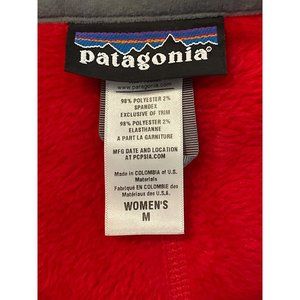 patagonia®
www.patagonia.com
98% POLYESTER 2%
SPANDEX
EXCLUSIVE OF TRIM
98% POLYESTER 2%
ELASTHANNE
A PART LA GARNITURE
MFG DATE AND LOCATION
AT PCPSIA.COM
Made in COLOMBIA of U.S.
Materials
Fabriqué EN COLOMBIE des
Matériaux des U.S.A.
WOMEN'S
M